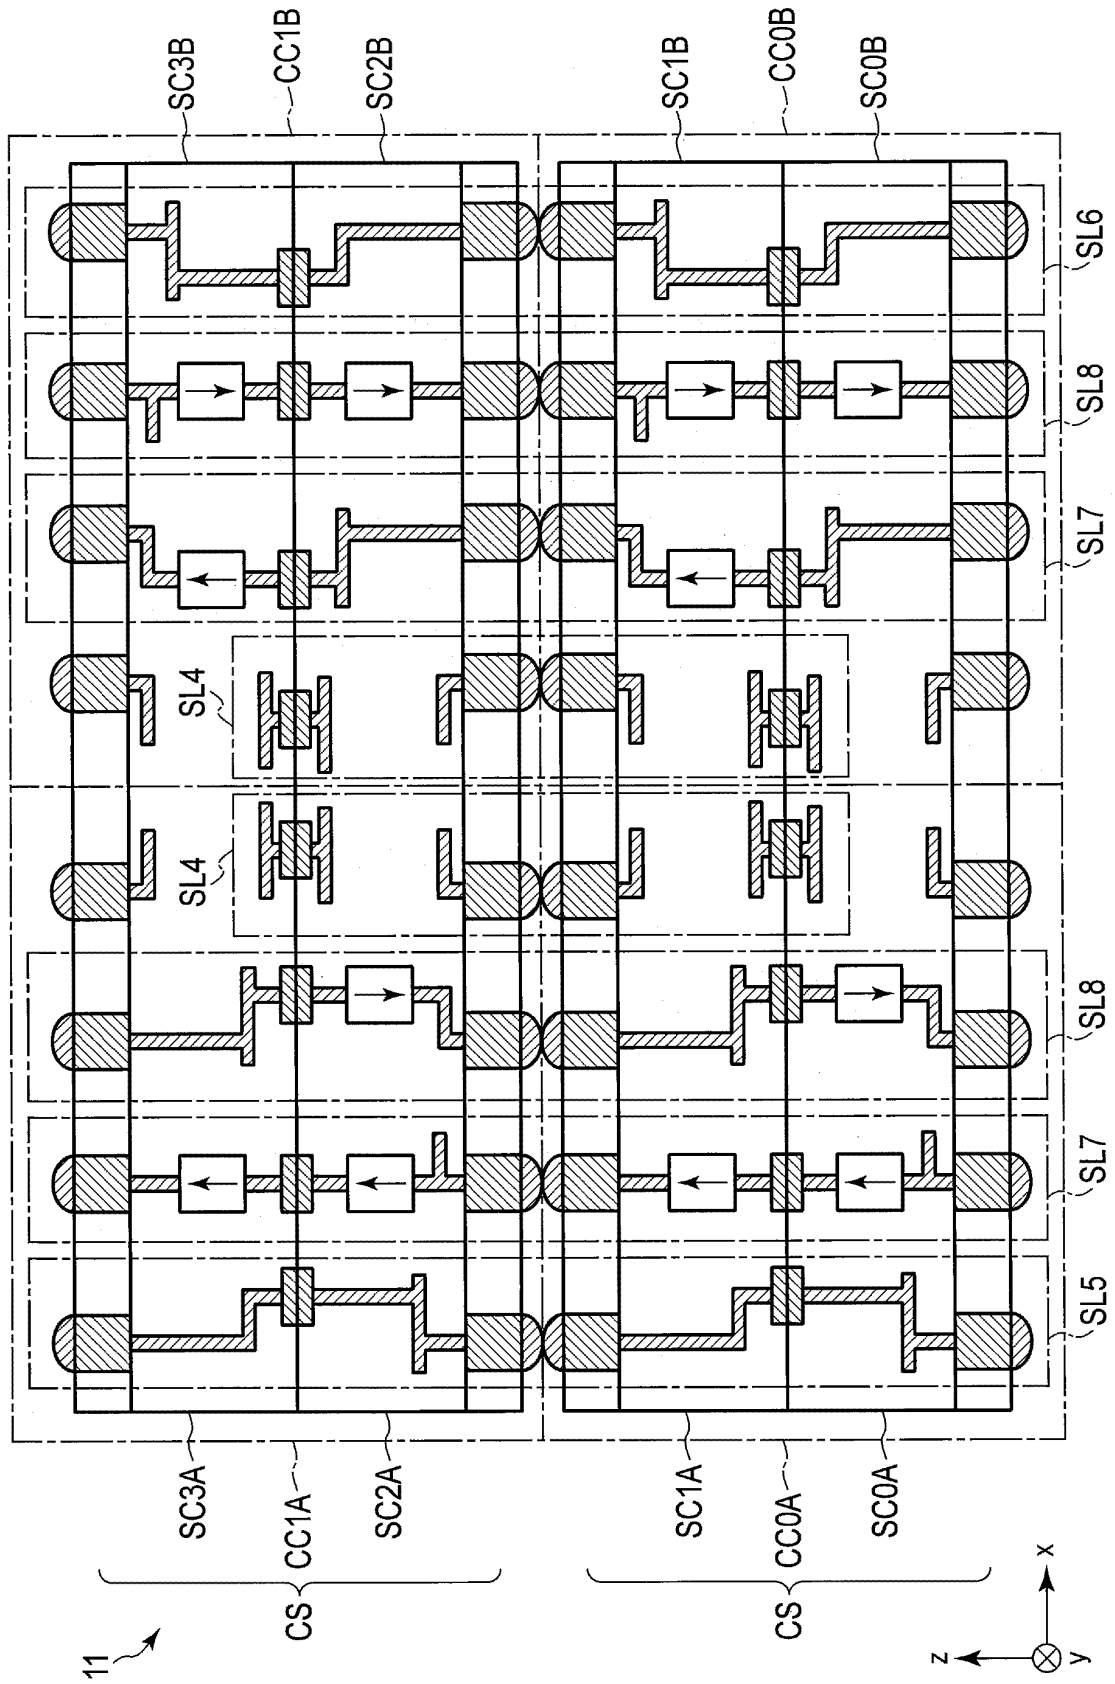 11
CS
CS
SC3A
CC1A
SC2A
SC1A
CC0A
SC0A
SL5
SL7
SL8
SL4
SL4
SL7
SL8
SL6
SC3B
CC1B
SC2B
SC1B
CC0B
SC0B
z
x
y